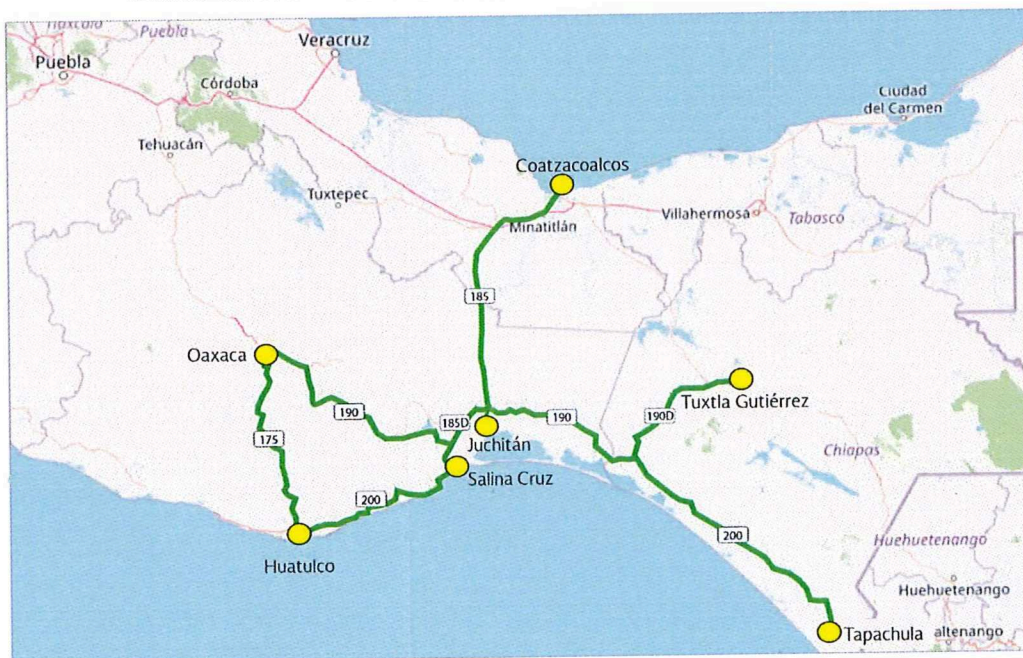 Tlaxcala
Puebla
Veracruz
Puebla
Córdoba
Ciudad
del Carmen
Tehuacán
Coatzacoalcos
Tuxtepec
Villahermosa
Tabasco
Minatitlán
185
Oaxaca
Tuxtla Gutiérrez
190
185D
190
190D
175
Juchitán
Chiapas
Salina Cruz
200
200
Huehuetenango
Huatulco
Huehuetenango
Tapachula
altenango